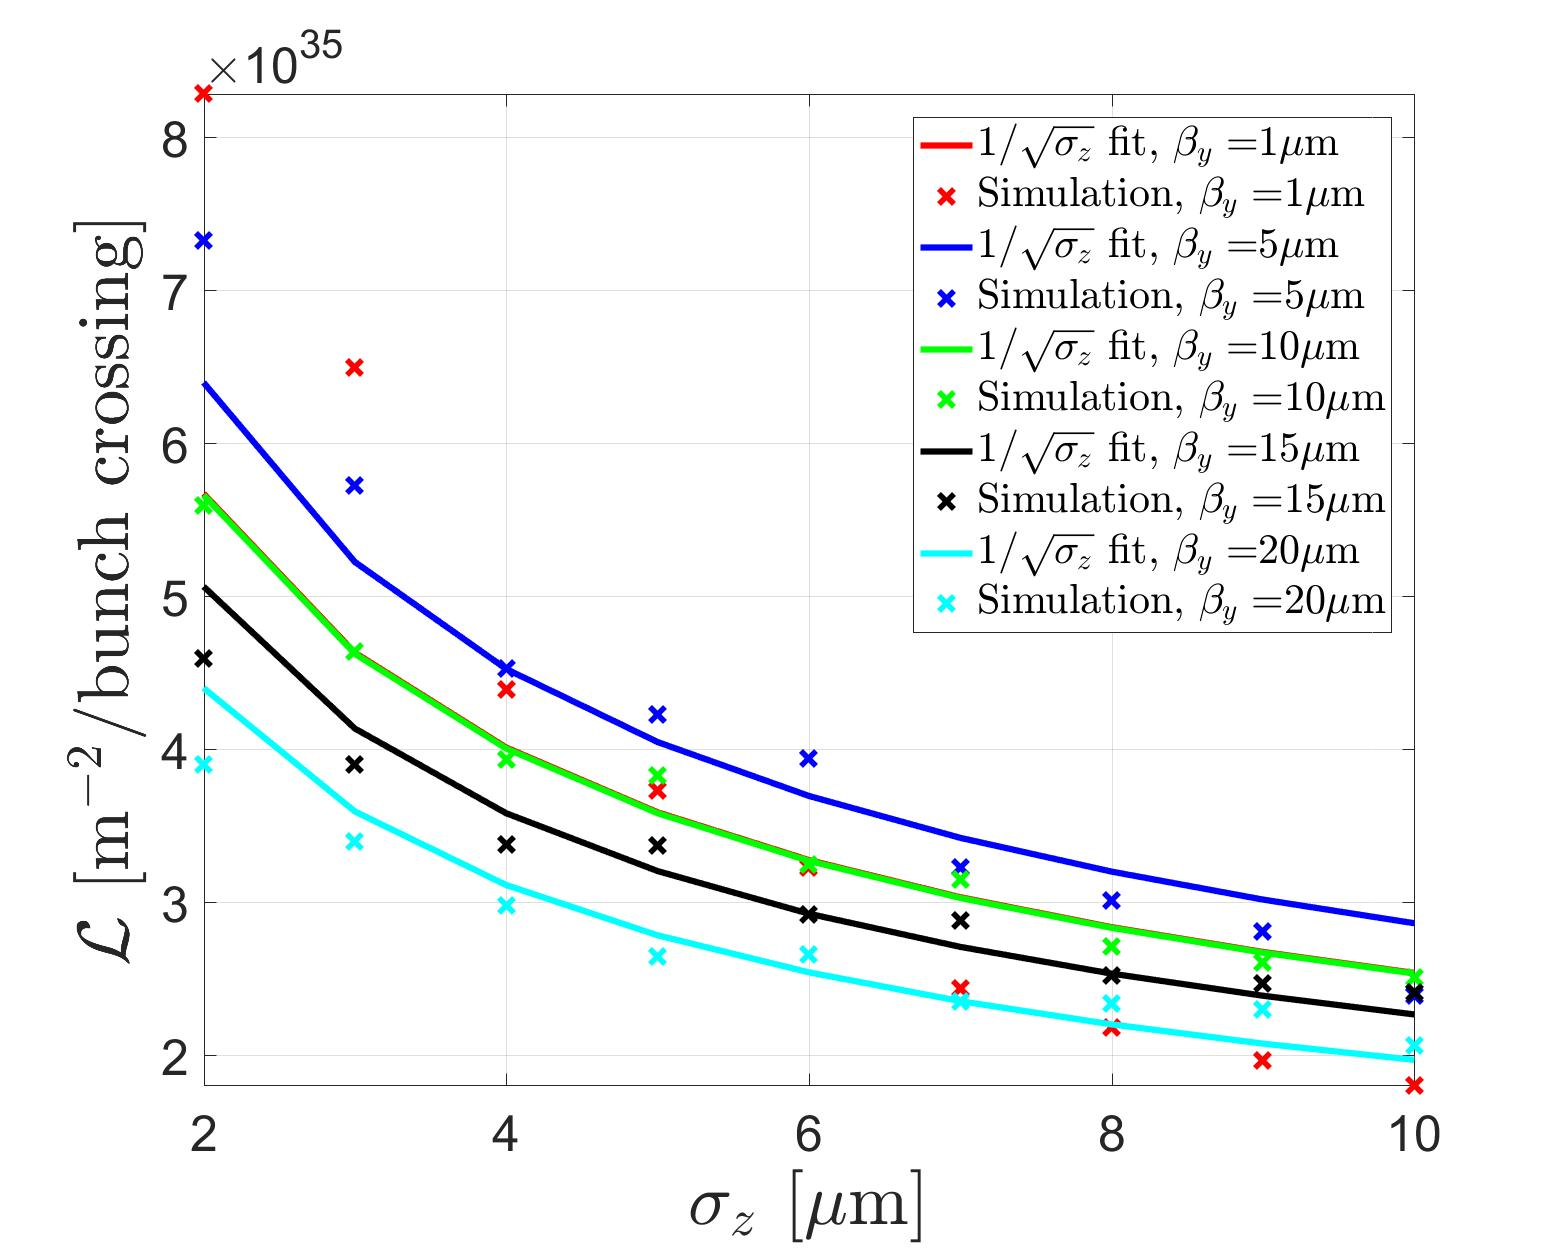 ×10^35
8
7
6
5
4
3
2
ℒ [m^−2/bunch crossing]
1/√σ_z fit, β_y =1μm
Simulation, β_y =1μm
1/√σ_z fit, β_y =5μm
Simulation, β_y =5μm
1/√σ_z fit, β_y =10μm
Simulation, β_y =10μm
1/√σ_z fit, β_y =15μm
Simulation, β_y =15μm
1/√σ_z fit, β_y =20μm
Simulation, β_y =20μm
2 4 6 8 10
σ_z [μm]